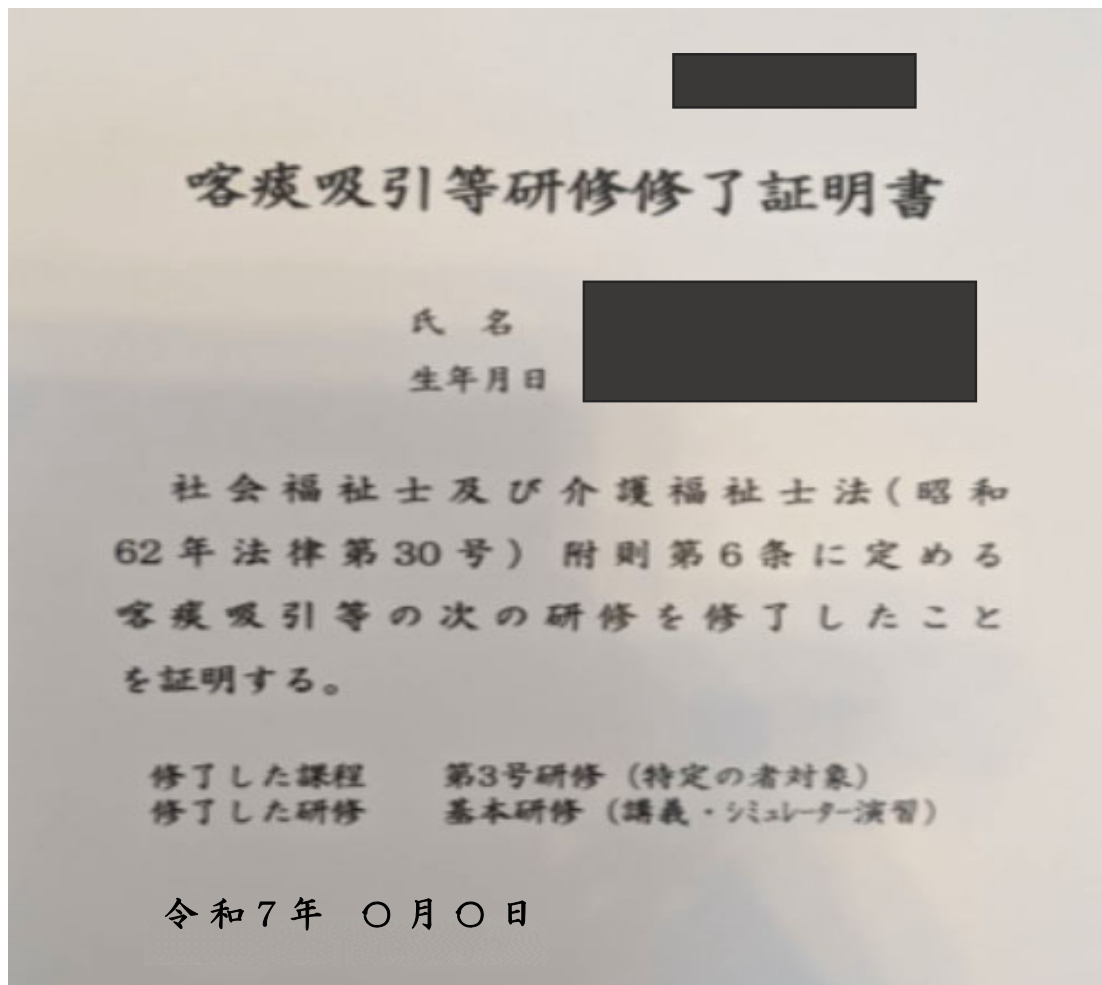 喀痰吸引等研修修了証明書
氏 名
生年月日
社会福祉士及び介護福祉士法(昭和
62年法律第30号)附則第6条に定める
喀痰吸引等の次の研修を修了したこと
を証明する。
修了した課程 第3号研修(特定の者対象)
修了した研修 基本研修(講義・シミュレーター演習)
令和7年 〇月〇日